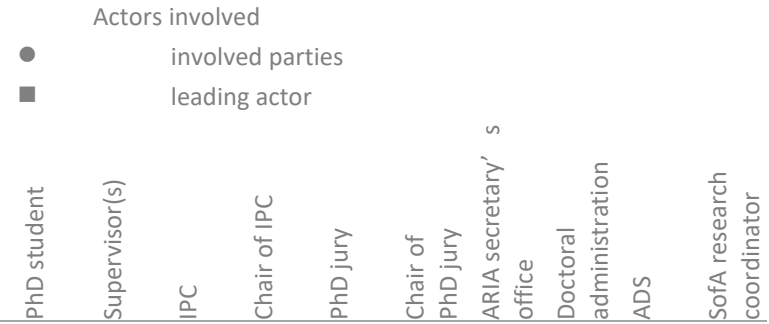 Actors involved
● involved parties
■ leading actor
PhD student
Supervisor(s)
IPC
Chair of IPC
PhD jury
Chair of
PhD jury
ARIA secretary’s
office
Doctoral
administration
ADS
SofA research
coordinator